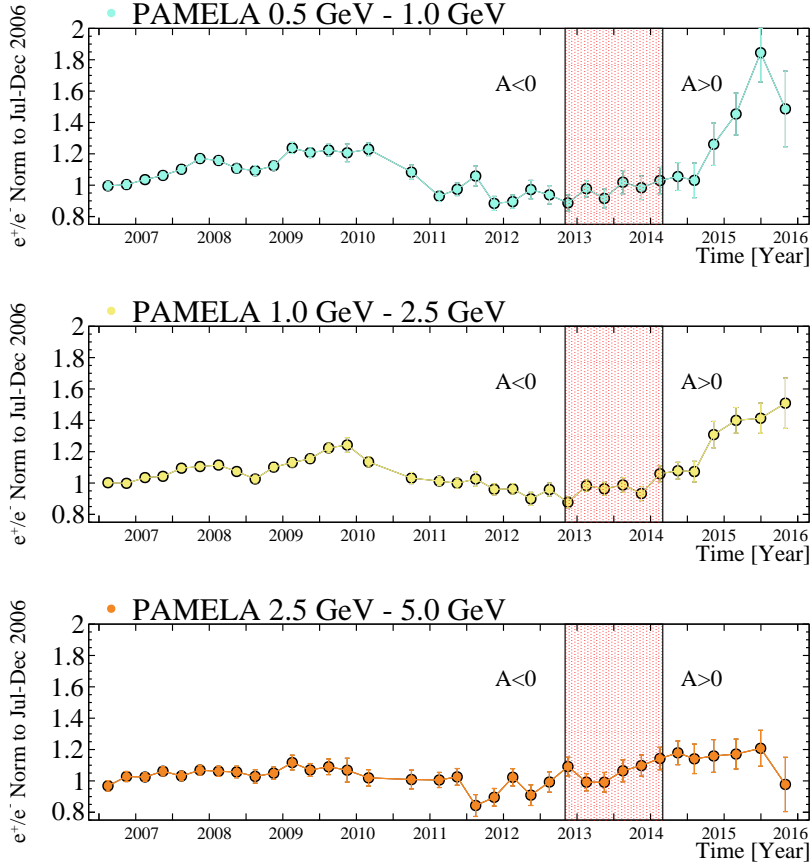 PAMELA 0.5 GeV - 1.0 GeV
e⁺/e⁻ Norm to Jul-Dec 2006
2
1.8
1.6
1.4
1.2
1
0.8
A<0
A>0
2007 2008 2009 2010 2011 2012 2013 2014 2015 2016
Time [Year]
PAMELA 1.0 GeV - 2.5 GeV
e⁺/e⁻ Norm to Jul-Dec 2006
2
1.8
1.6
1.4
1.2
1
0.8
A<0
A>0
2007 2008 2009 2010 2011 2012 2013 2014 2015 2016
Time [Year]
PAMELA 2.5 GeV - 5.0 GeV
e⁺/e⁻ Norm to Jul-Dec 2006
2
1.8
1.6
1.4
1.2
1
0.8
A<0
A>0
2007 2008 2009 2010 2011 2012 2013 2014 2015 2016
Time [Year]